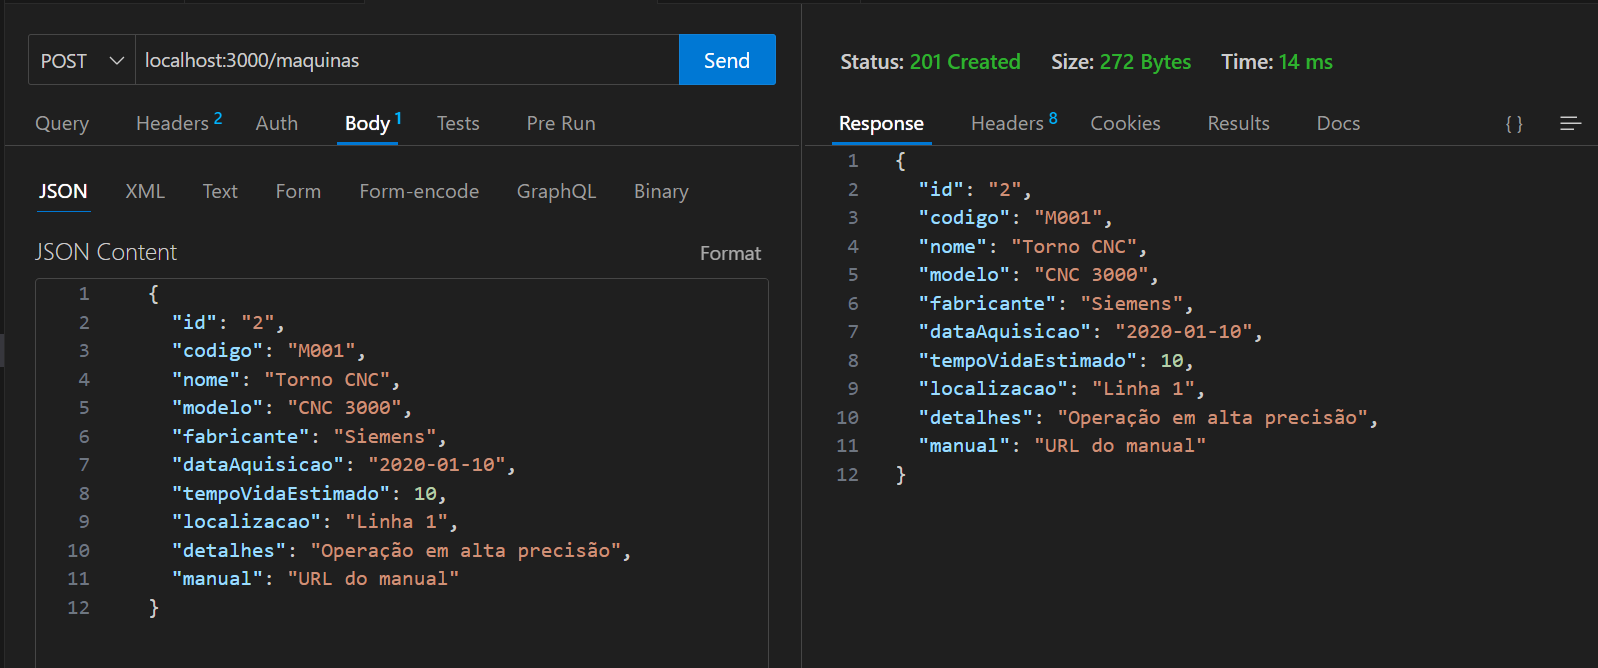 POST localhost:3000/maquinas Send
Query Headers 2 Auth Body 1 Tests Pre Run
JSON XML Text Form Form-encode GraphQL Binary
JSON Content Format
1 {
2 "id": "2",
3 "codigo": "M001",
4 "nome": "Torno CNC",
5 "modelo": "CNC 3000",
6 "fabricante": "Siemens",
7 "dataAquisicao": "2020-01-10",
8 "tempoVidaEstimado": 10,
9 "localizacao": "Linha 1",
10 "detalhes": "Operação em alta precisão",
11 "manual": "URL do manual"
12 }
Status: 201 Created Size: 272 Bytes Time: 14 ms
Response Headers 8 Cookies Results Docs { }
1 {
2 "id": "2",
3 "codigo": "M001",
4 "nome": "Torno CNC",
5 "modelo": "CNC 3000",
6 "fabricante": "Siemens",
7 "dataAquisicao": "2020-01-10",
8 "tempoVidaEstimado": 10,
9 "localizacao": "Linha 1",
10 "detalhes": "Operação em alta precisão",
11 "manual": "URL do manual"
12 }